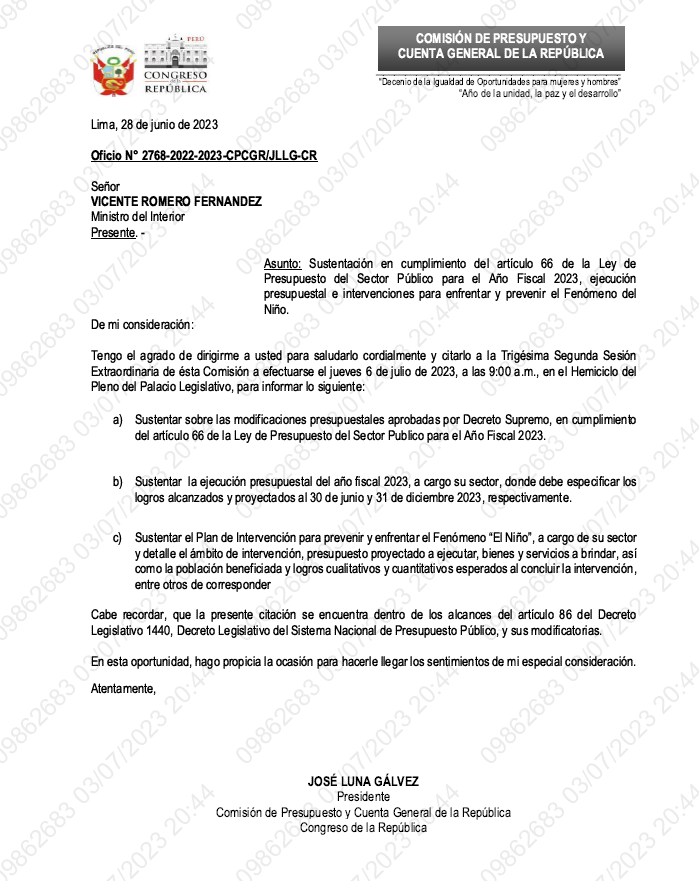 COMISIÓN DE PRESUPUESTO Y
CUENTA GENERAL DE LA REPÚBLICA
PERÚ
CONGRESO
de la
REPÚBLICA
“Decenio de la Igualdad de Oportunidades para mujeres y hombres”
“Año de la unidad, la paz y el desarrollo”
Lima, 28 de junio de 2023
Oficio N° 2768-2022-2023-CPCGR/JLLG-CR
Señor
VICENTE ROMERO FERNANDEZ
Ministro del Interior
Presente. -
Asunto: Sustentación en cumplimiento del artículo 66 de la Ley de
Presupuesto del Sector Público para el Año Fiscal 2023, ejecución
presupuestal e intervenciones para enfrentar y prevenir el Fenómeno del
Niño.
De mi consideración:
Tengo el agrado de dirigirme a usted para saludarlo cordialmente y citarlo a la Trigésima Segunda Sesión
Extraordinaria de ésta Comisión a efectuarse el jueves 6 de julio de 2023, a las 9:00 a.m., en el Hemiciclo del
Pleno del Palacio Legislativo, para informar lo siguiente:
a) Sustentar sobre las modificaciones presupuestales aprobadas por Decreto Supremo, en cumplimiento
del artículo 66 de la Ley de Presupuesto del Sector Publico para el Año Fiscal 2023.
b) Sustentar la ejecución presupuestal del año fiscal 2023, a cargo su sector, donde debe especificar los
logros alcanzados y proyectados al 30 de junio y 31 de diciembre 2023, respectivamente.
c) Sustentar el Plan de Intervención para prevenir y enfrentar el Fenómeno “El Niño”, a cargo de su sector
y detalle el ámbito de intervención, presupuesto proyectado a ejecutar, bienes y servicios a brindar, así
como la población beneficiada y logros cualitativos y cuantitativos esperados al concluir la intervención,
entre otros de corresponder
Cabe recordar, que la presente citación se encuentra dentro de los alcances del artículo 86 del Decreto
Legislativo 1440, Decreto Legislativo del Sistema Nacional de Presupuesto Público, y sus modificatorias.
En esta oportunidad, hago propicia la ocasión para hacerle llegar los sentimientos de mi especial consideración.
Atentamente,
JOSÉ LUNA GÁLVEZ
Presidente
Comisión de Presupuesto y Cuenta General de la República
Congreso de la República
09862683 03/07/2023 20:44